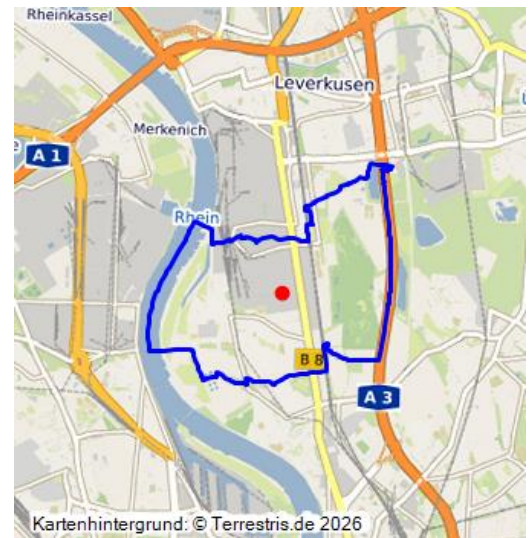 Rheinkassel
Leverkusen
Merkenich
A 1
Rhein
B 8
A 3
Kartenhintergrund: © Terrestris.de 2026